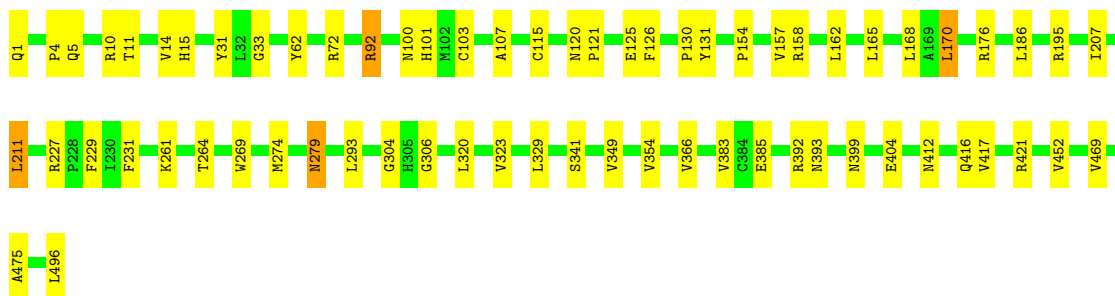 Q1 P4 Q5 R10 T11 V14 H15 Y31 L32 G33 Y62 R72 R92 N100 H101 M102 C103 A107 C115 N120 P121 E125 F126 P130 Y131 P154 V157 R158 L162 L165 L168 A169 L170 R176 L186 R195 I207
L211 R227 P228 F229 I230 F231 K261 T264 W269 M274 N279 L293 G304 H305 G306 L320 V323 L329 S341 V349 V354 V366 V383 C384 E385 R392 N393 N399 E404 N412 Q416 V417 R421 V452 V469
A475 L496